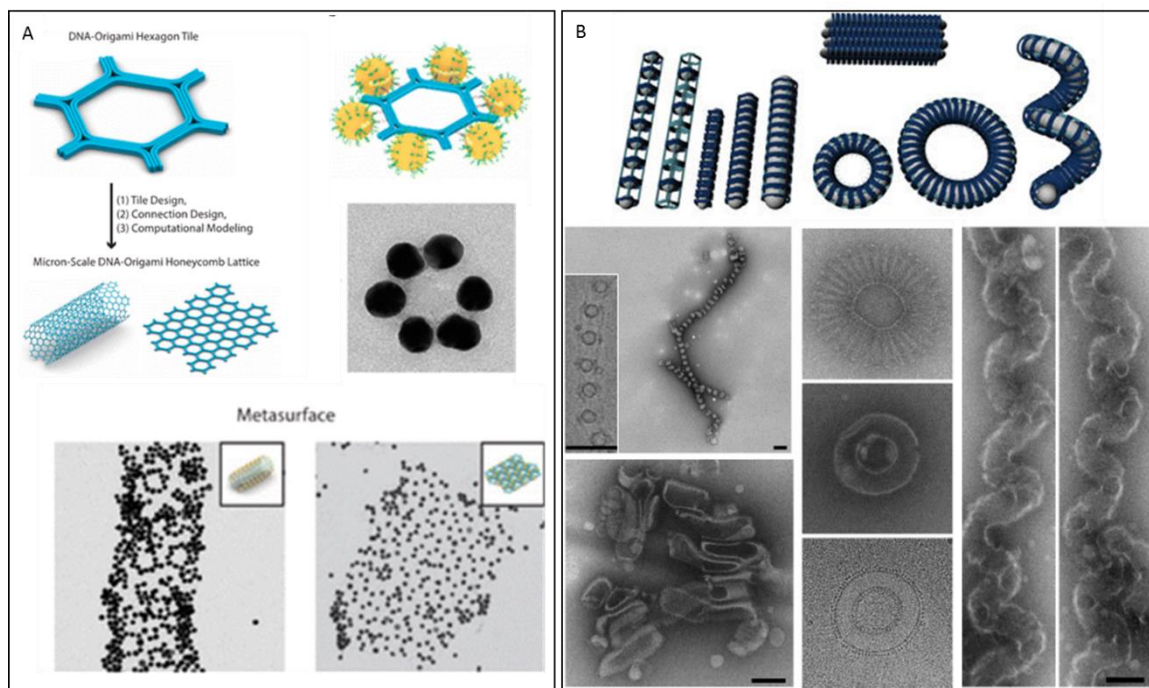 A
DNA-Origami Hexagon Tile
(1) Tile Design,
(2) Connection Design,
(3) Computational Modeling
Micron-Scale DNA-Origami Honeycomb Lattice
Metasurface
B